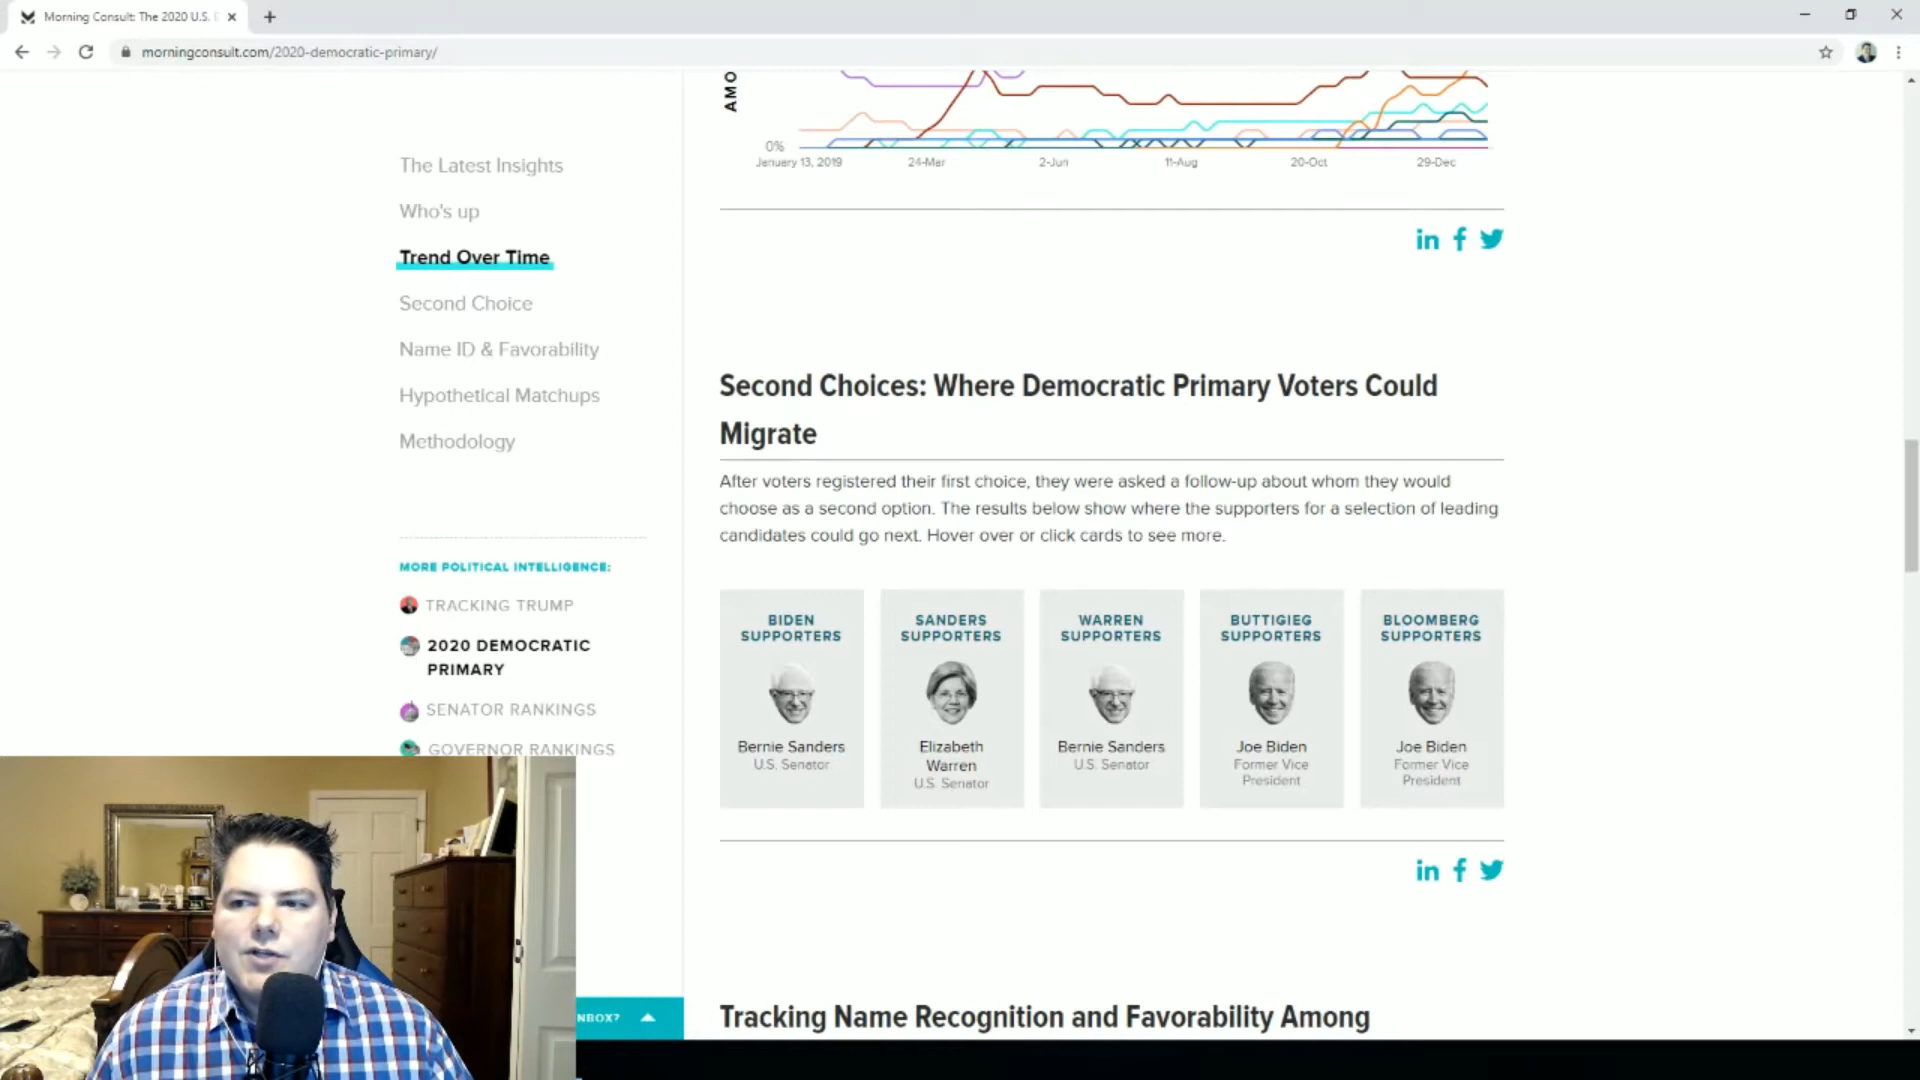 Morning Consult: The 2020 U.S.
morningconsult.com/2020-democratic-primary/
The Latest Insights
Who's up
Trend Over Time
Second Choice
Name ID & Favorability
Hypothetical Matchups
Methodology
MORE POLITICAL INTELLIGENCE:
TRACKING TRUMP
2020 DEMOCRATIC
PRIMARY
SENATOR RANKINGS
GOVERNOR RANKINGS
NBOX?
AMO
0%
January 13, 2019 24-Mar 2-Jun 11-Aug 20-Oct 29-Dec
in f
Second Choices: Where Democratic Primary Voters Could
Migrate
After voters registered their first choice, they were asked a follow-up about whom they would
choose as a second option. The results below show where the supporters for a selection of leading
candidates could go next. Hover over or click cards to see more.
BIDEN
SUPPORTERS
Bernie Sanders
U.S. Senator
SANDERS
SUPPORTERS
Elizabeth
Warren
U.S. Senator
WARREN
SUPPORTERS
Bernie Sanders
U.S. Senator
BUTTIGIEG
SUPPORTERS
Joe Biden
Former Vice
President
BLOOMBERG
SUPPORTERS
Joe Biden
Former Vice
President
in f
Tracking Name Recognition and Favorability Among